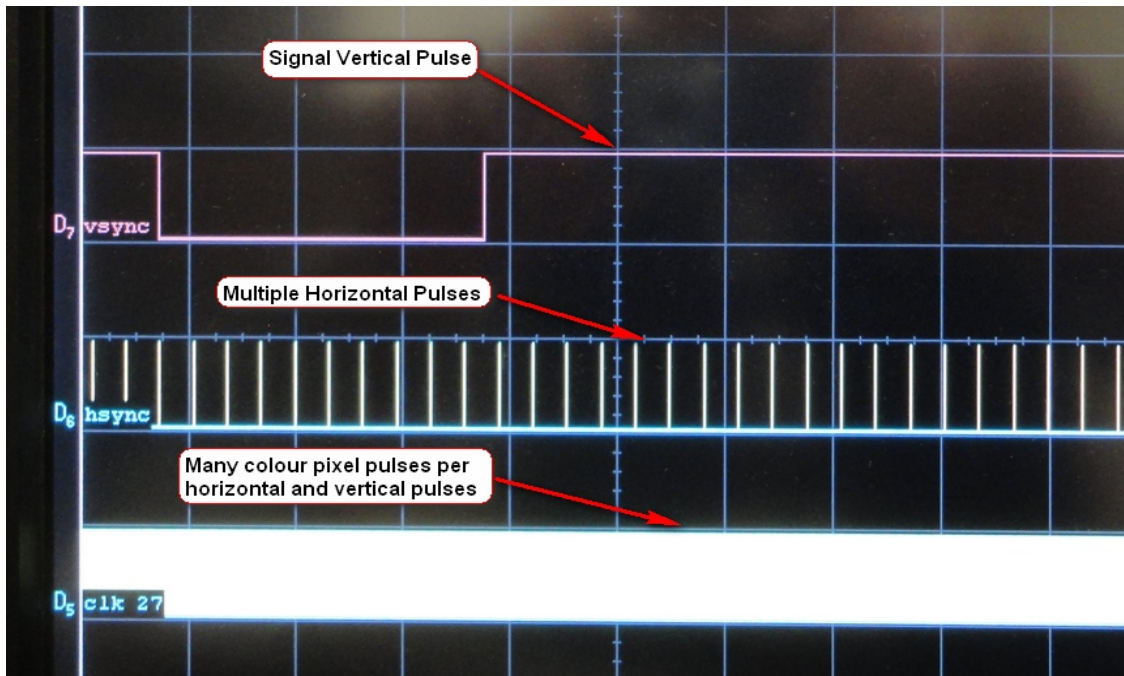 Signal Vertical Pulse
D7 vsync
Multiple Horizontal Pulses
D6 hsync
Many colour pixel pulses per
horizontal and vertical pulses
D5 clk 27